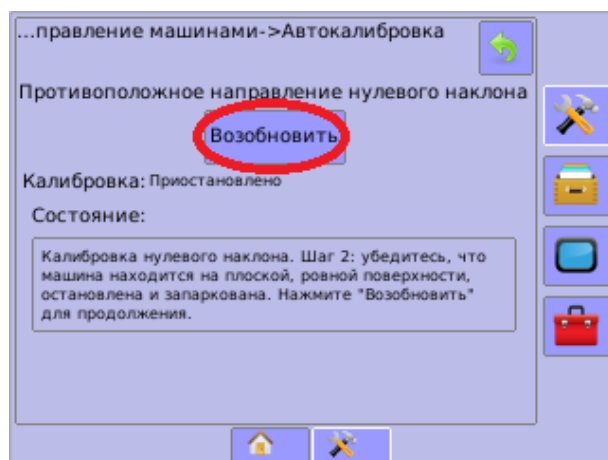 ...правление машинами->Автокалибровка
Противоположное направление нулевого наклона
Возобновить
Калибровка: Приостановлено
Состояние:
Калибровка нулевого наклона. Шаг 2: убедитесь, что
машина находится на плоской, ровной поверхности,
остановлена и запаркована. Нажмите "Возобновить"
для продолжения.